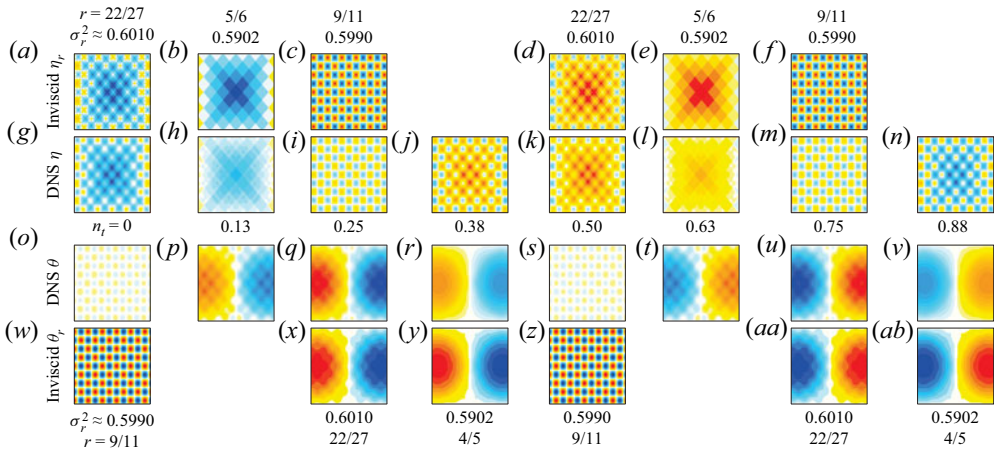 r = 22/27 5/6 9/11 22/27 5/6 9/11
σ_r^2 ≈ 0.6010 0.5902 0.5990 0.6010 0.5902 0.5990
(a) (b) (c) (d) (e) (f)
Inviscid η_r
(g) (h) (i) (j) (k) (l) (m) (n)
DNS η
n_t = 0 0.13 0.25 0.38 0.50 0.63 0.75 0.88
(o) (p) (q) (r) (s) (t) (u) (v)
DNS θ
(w) (x) (y) (z) (aa) (ab)
Inviscid θ_r
σ_r^2 ≈ 0.5990 0.6010 0.5902 0.5990 0.6010 0.5902
r = 9/11 22/27 4/5 9/11 22/27 4/5